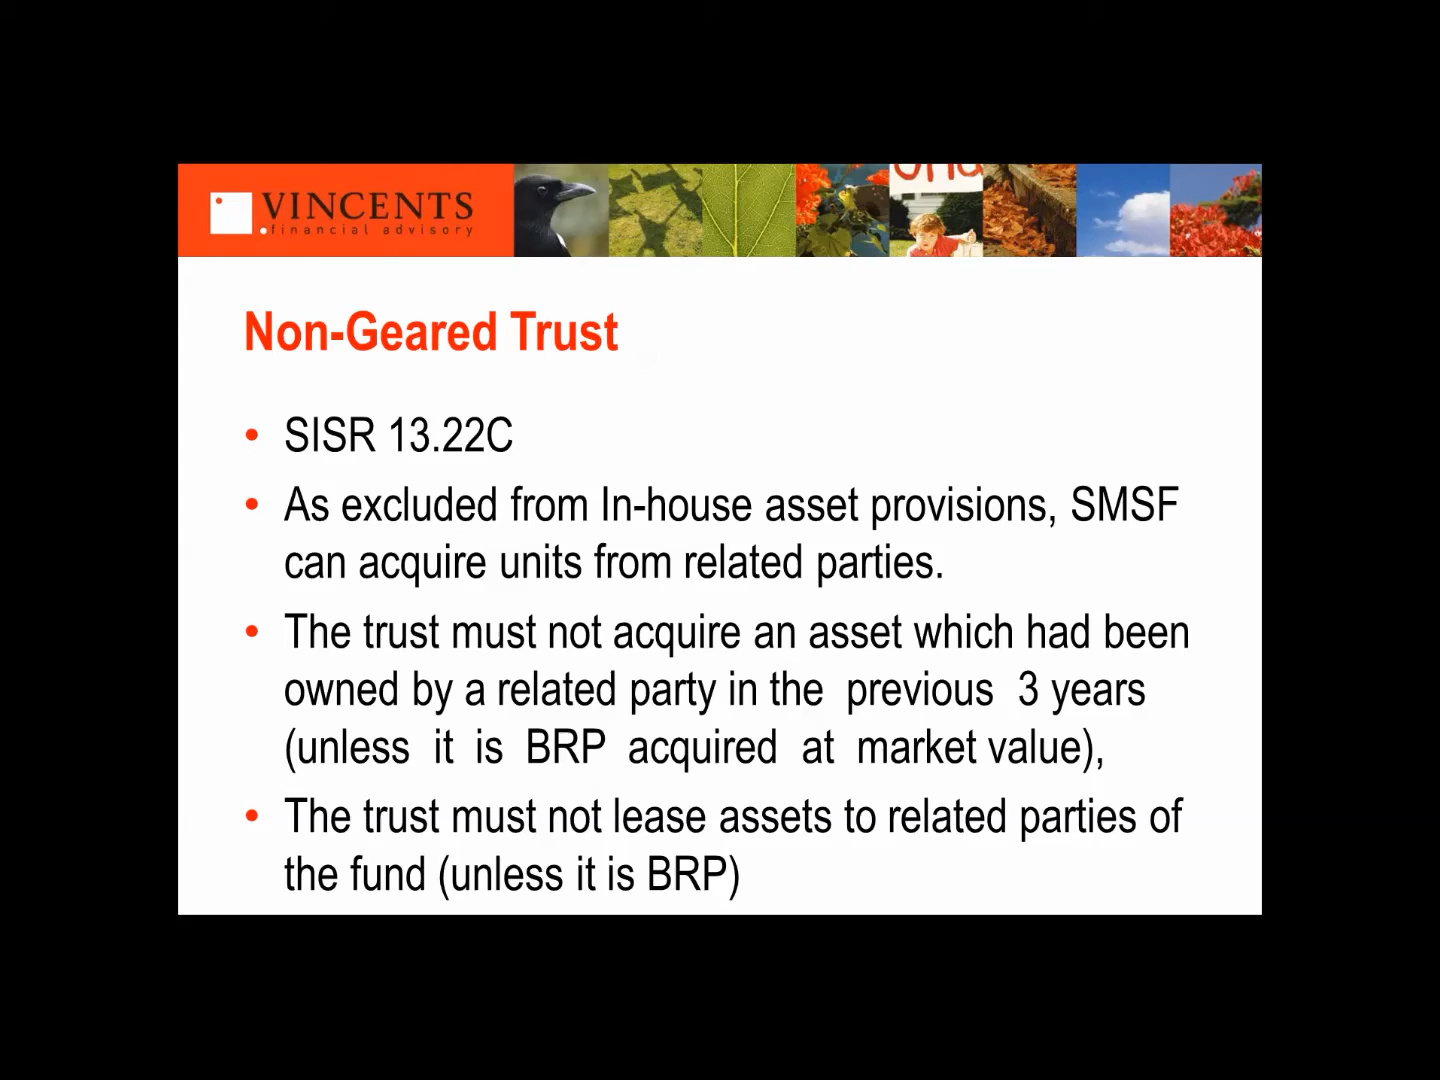 VINCENTS
financial advisory
Non-Geared Trust
• SISR 13.22C
• As excluded from In-house asset provisions, SMSF
can acquire units from related parties.
• The trust must not acquire an asset which had been
owned by a related party in the previous 3 years
(unless it is BRP acquired at market value),
• The trust must not lease assets to related parties of
the fund (unless it is BRP)